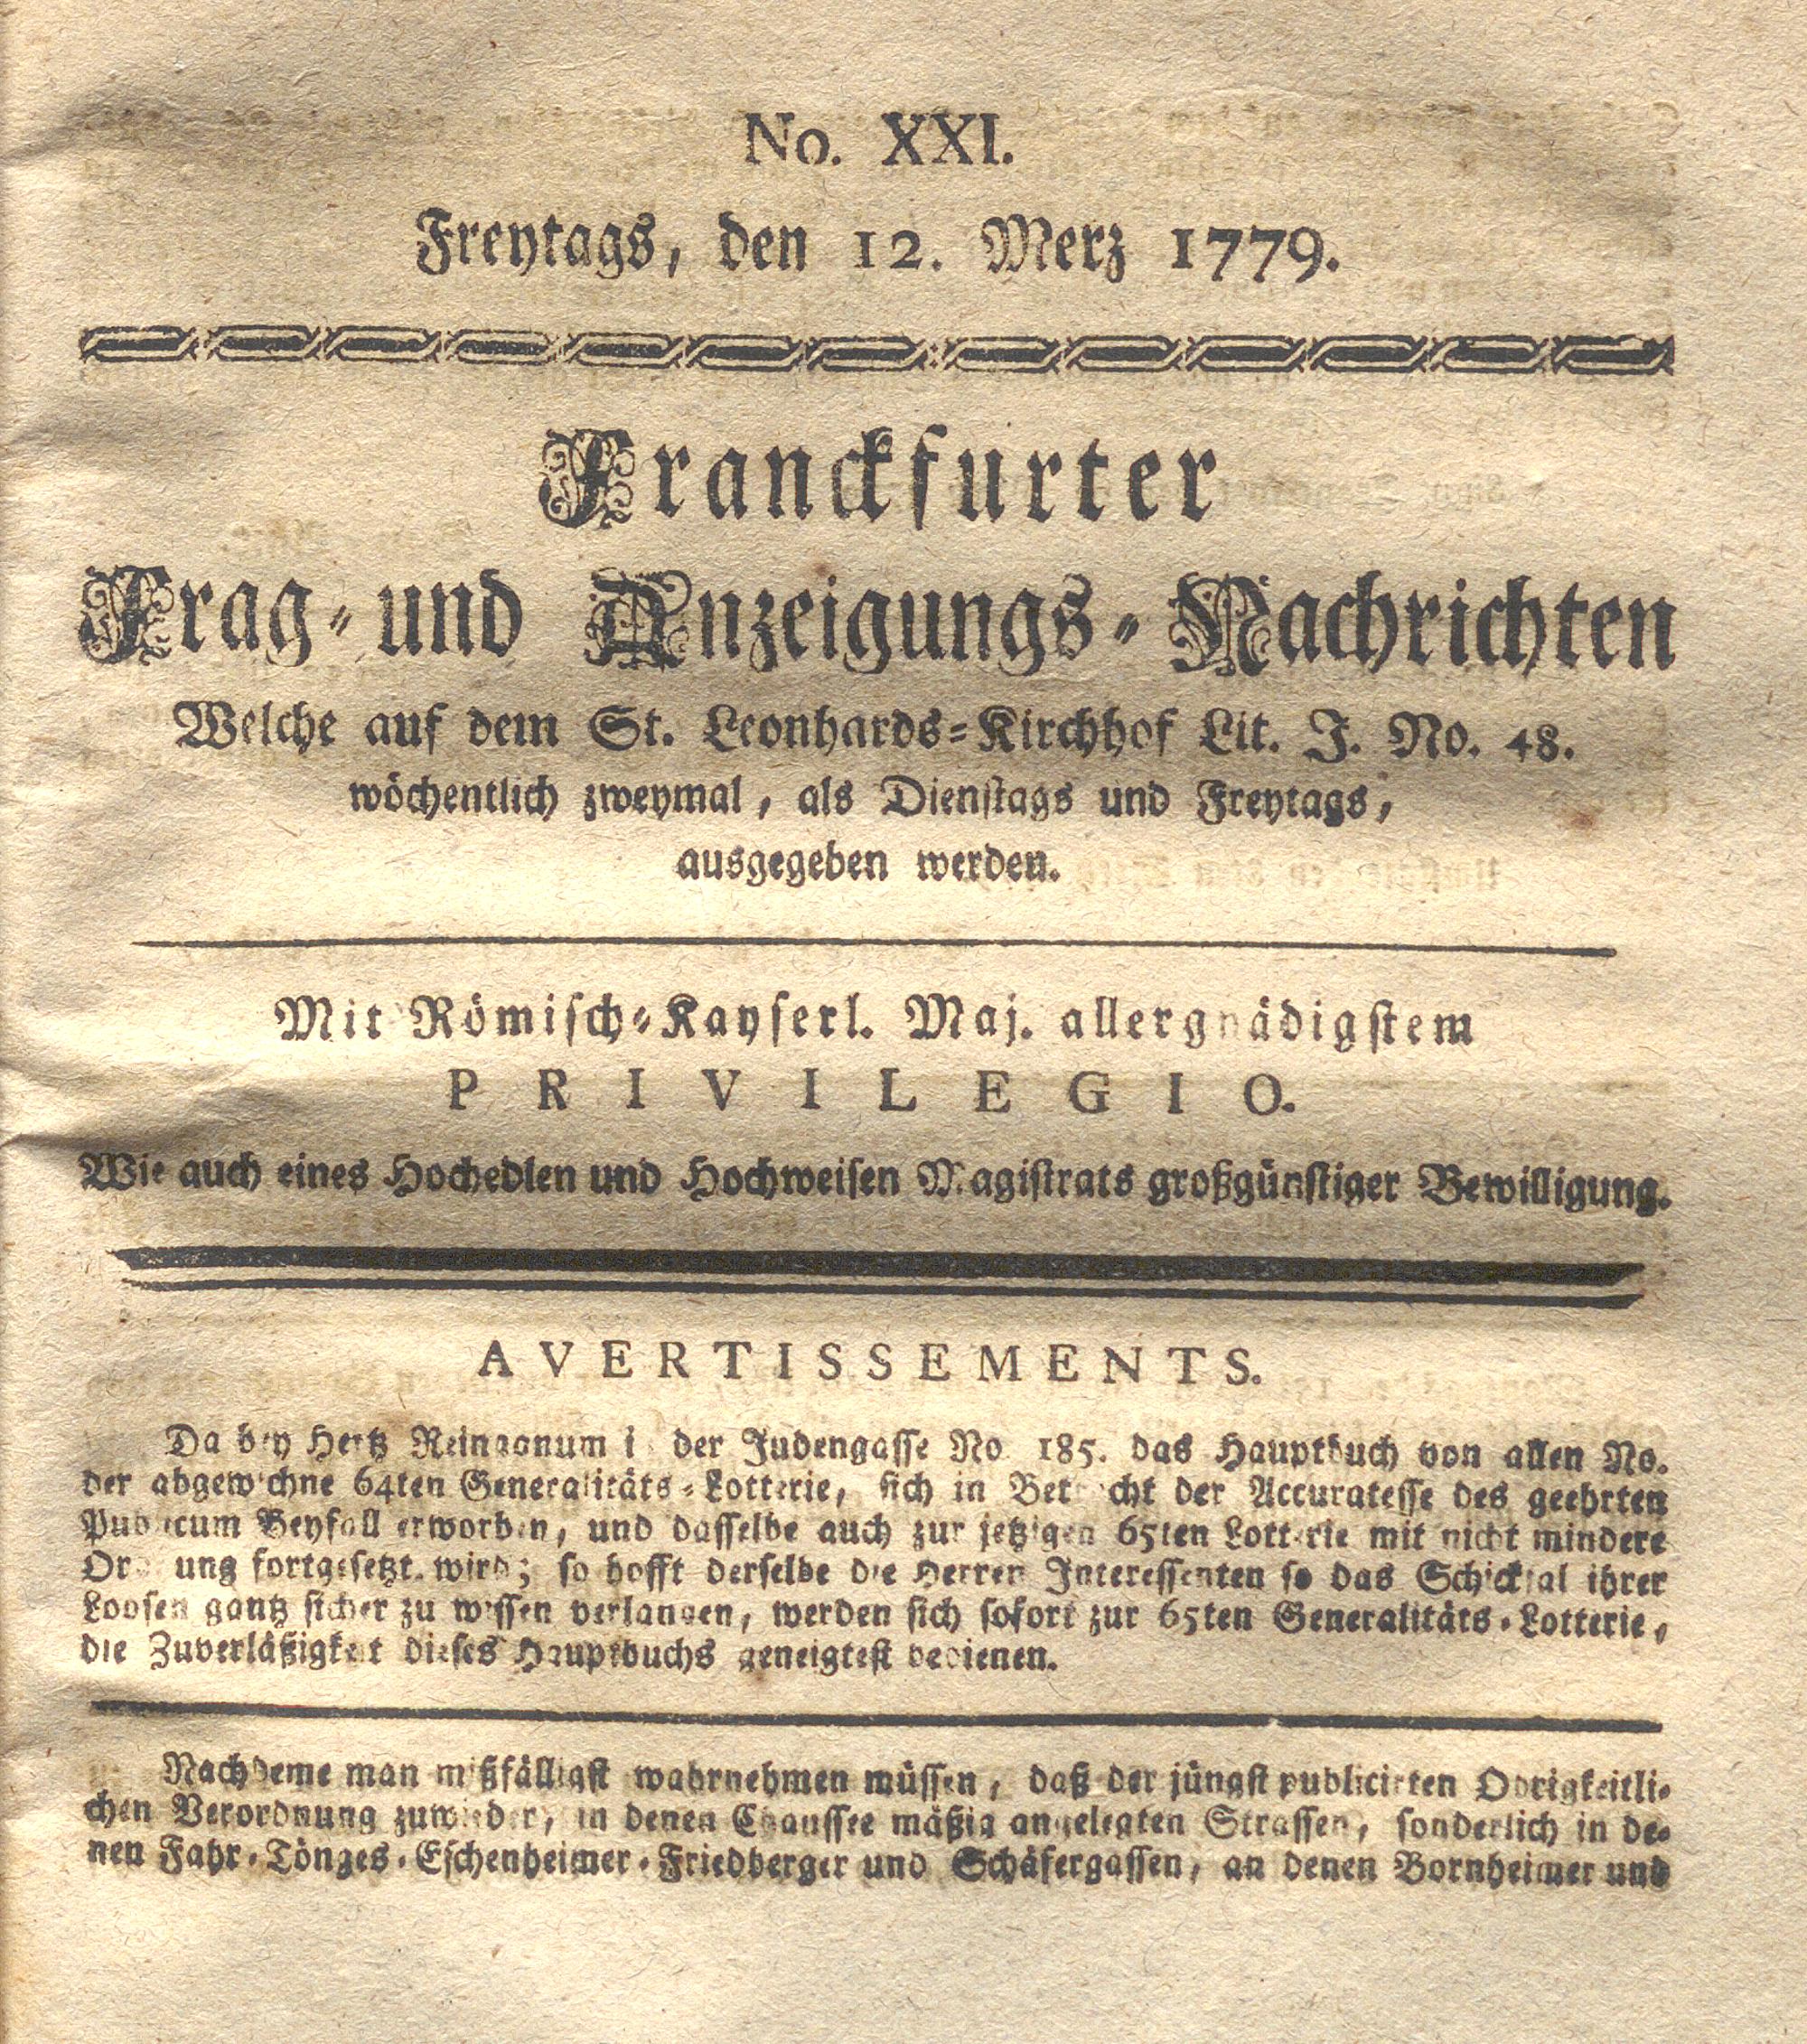 No. XXI.
Freytags, den 12. Merz 1779.
Franckfurter
Frag- und Anzeigungs-Nachrichten
Welche auf dem St. Leonhards-Kirchhof Lit. J. No. 48.
wöchentlich zweymal, als Dienstags und Freytags,
ausgegeben werden.
Mit Römisch-Kayserl. Maj. allergnädigstem
PRIVILEGIO.
Wie auch eines Hochedlen und Hochweisen Magistrats großgünstiger Bewilligung.
AVERTISSEMENTS.
Da bey Hertz Reinganum i der Judengasse No 185. das Hauptbuch von allen No.
der abgewichne 64ten Generalitäts-Lotterie, sich in Betracht der Accuratesse des geehrten
Publicum Beyfall erworben, und dasselbe auch zur jetzigen 65ten Lotterie mit nicht mindere
Ordnung fortgesetzt wird; so hofft derselbe die Herren Interessenten so das Schicksal ihrer
Loosen gantz sicher zu wissen verlangen, werden sich sofort zur 65ten Generalitäts-Lotterie,
die Zuverläßigkeit dieses Hauptbuchs geneigtest bedienen.
Nachdeme man mißfälligst wahrnehmen müssen, daß der jüngst publicirten Obrigkeitli-
chen Verordnung zuwieder, in denen Chaussee mäßig angelegten Strassen, sonderlich in de-
nen Fahr-Tönges-Eschenheimer-Friedberger und Schäfergassen, an denen Bornheimer und